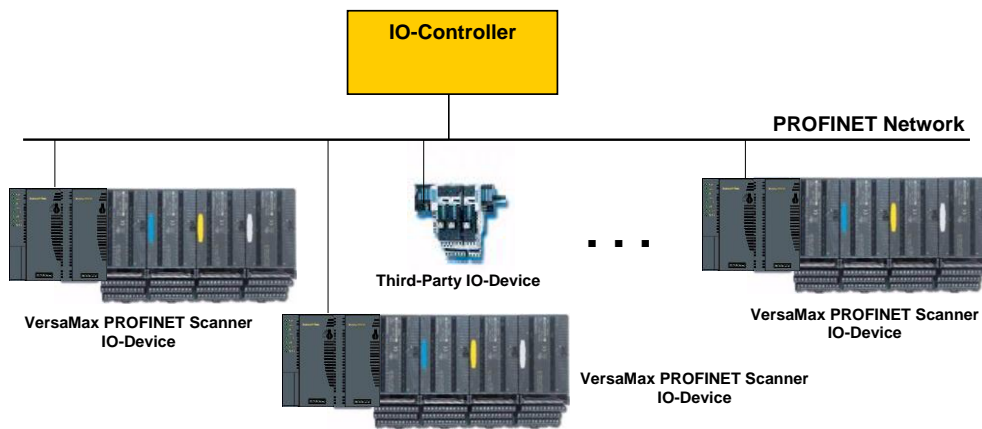 IO-Controller
PROFINET Network
Third-Party IO-Device
. . .
VersaMax PROFINET Scanner
IO-Device
VersaMax PROFINET Scanner
IO-Device
VersaMax PROFINET Scanner
IO-Device